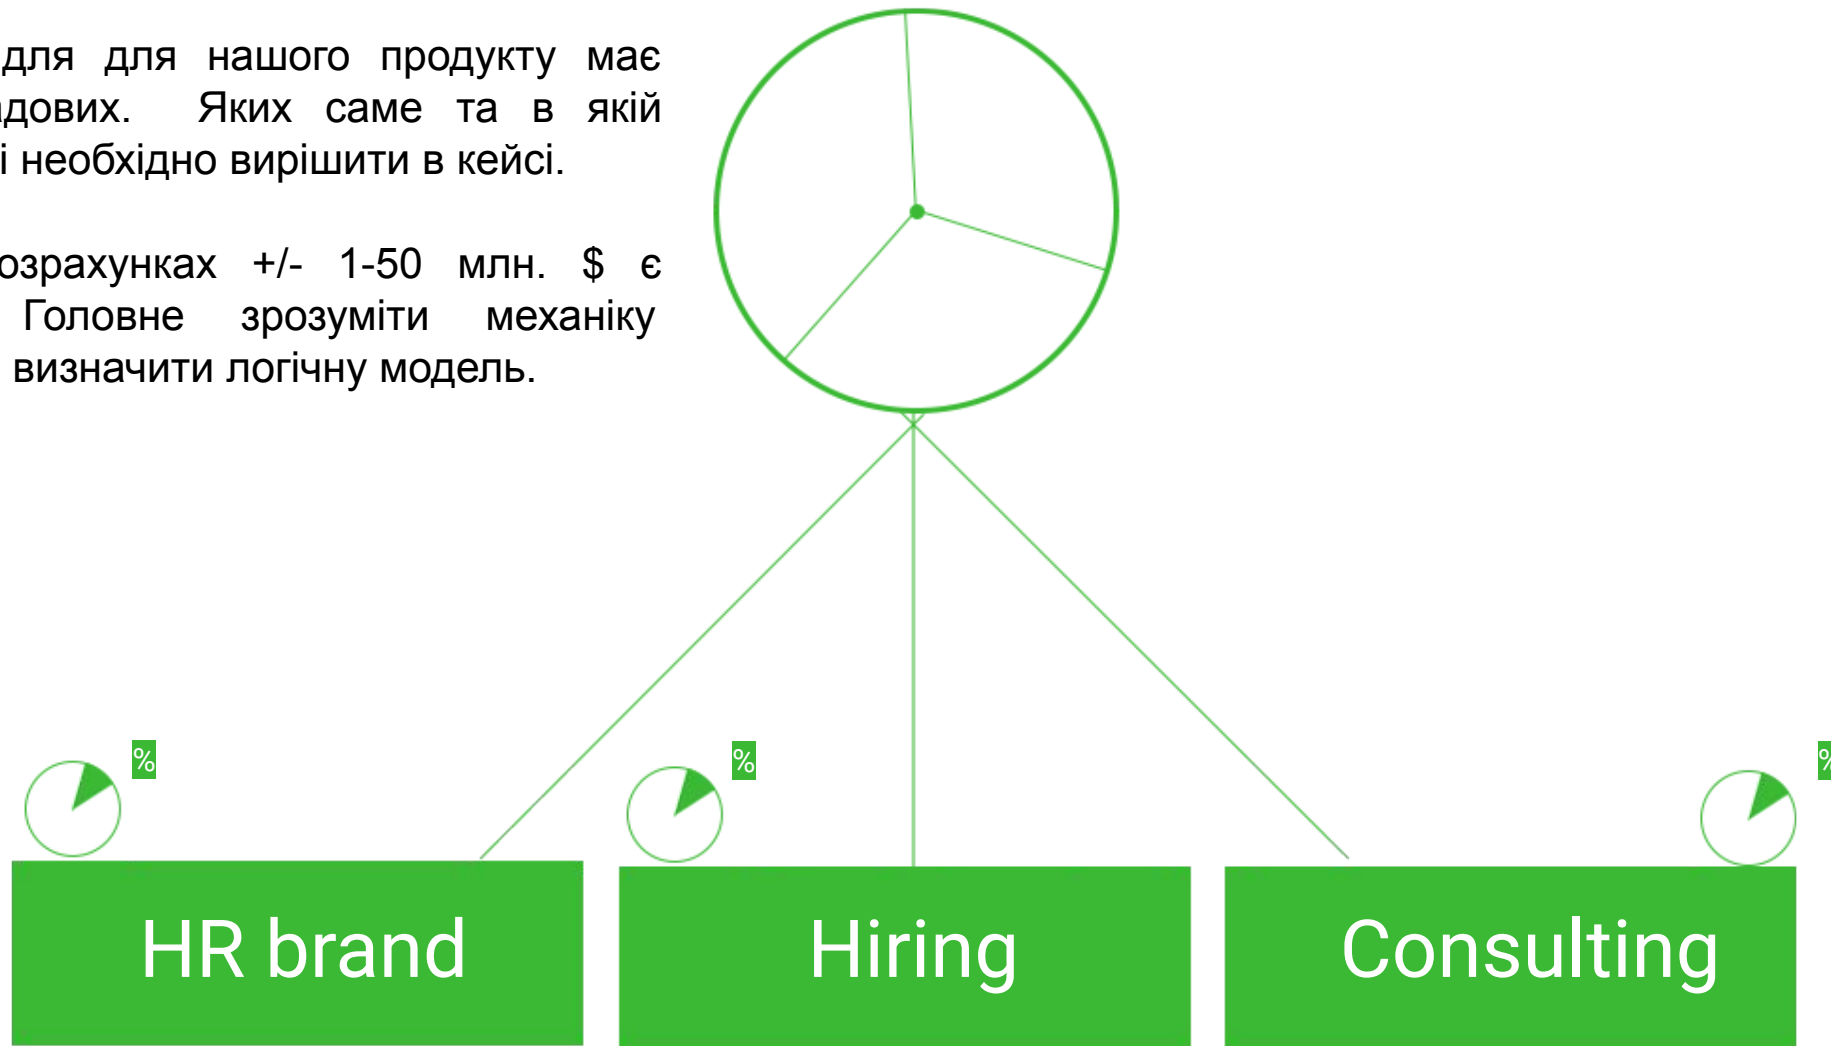 для для нашого продукту має
адових. Яких саме та в якій
і необхідно вирішити в кейсі.
озрахунках +/- 1-50 млн. $ є
Головне зрозуміти механіку
визначити логічну модель.
%
%
%
HR brand
Hiring
Consulting